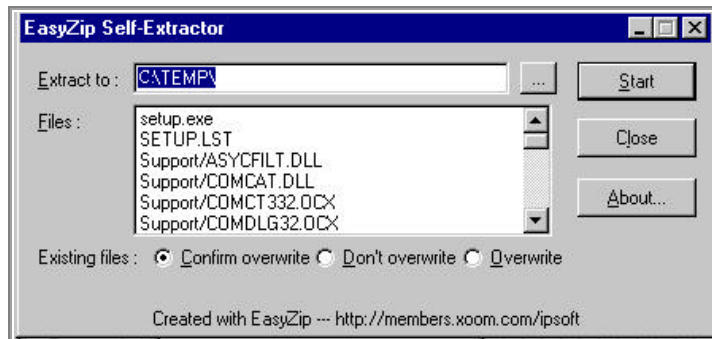 EasyZip Self-Extractor
Extract to : C:\TEMP\ ... Start
Files : setup.exe
SETUP.LST
Support/ASYCFILT.DLL
Support/COMCAT.DLL
Support/COMCT332.OCX
Support/COMDLG32.OCX
Close
About...
Existing files : Confirm overwrite Don't overwrite Overwrite
Created with EasyZip --- http://members.xoom.com/ipsoft